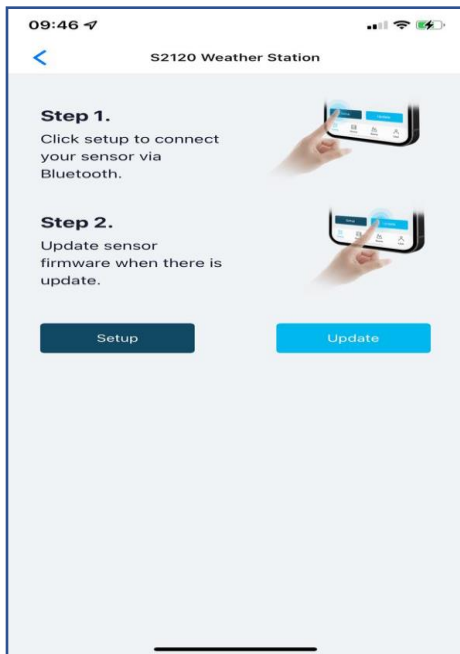 09:46
S2120 Weather Station
Step 1.
Click setup to connect
your sensor via
Bluetooth.
Step 2.
Update sensor
firmware when there is
update.
Setup
Update